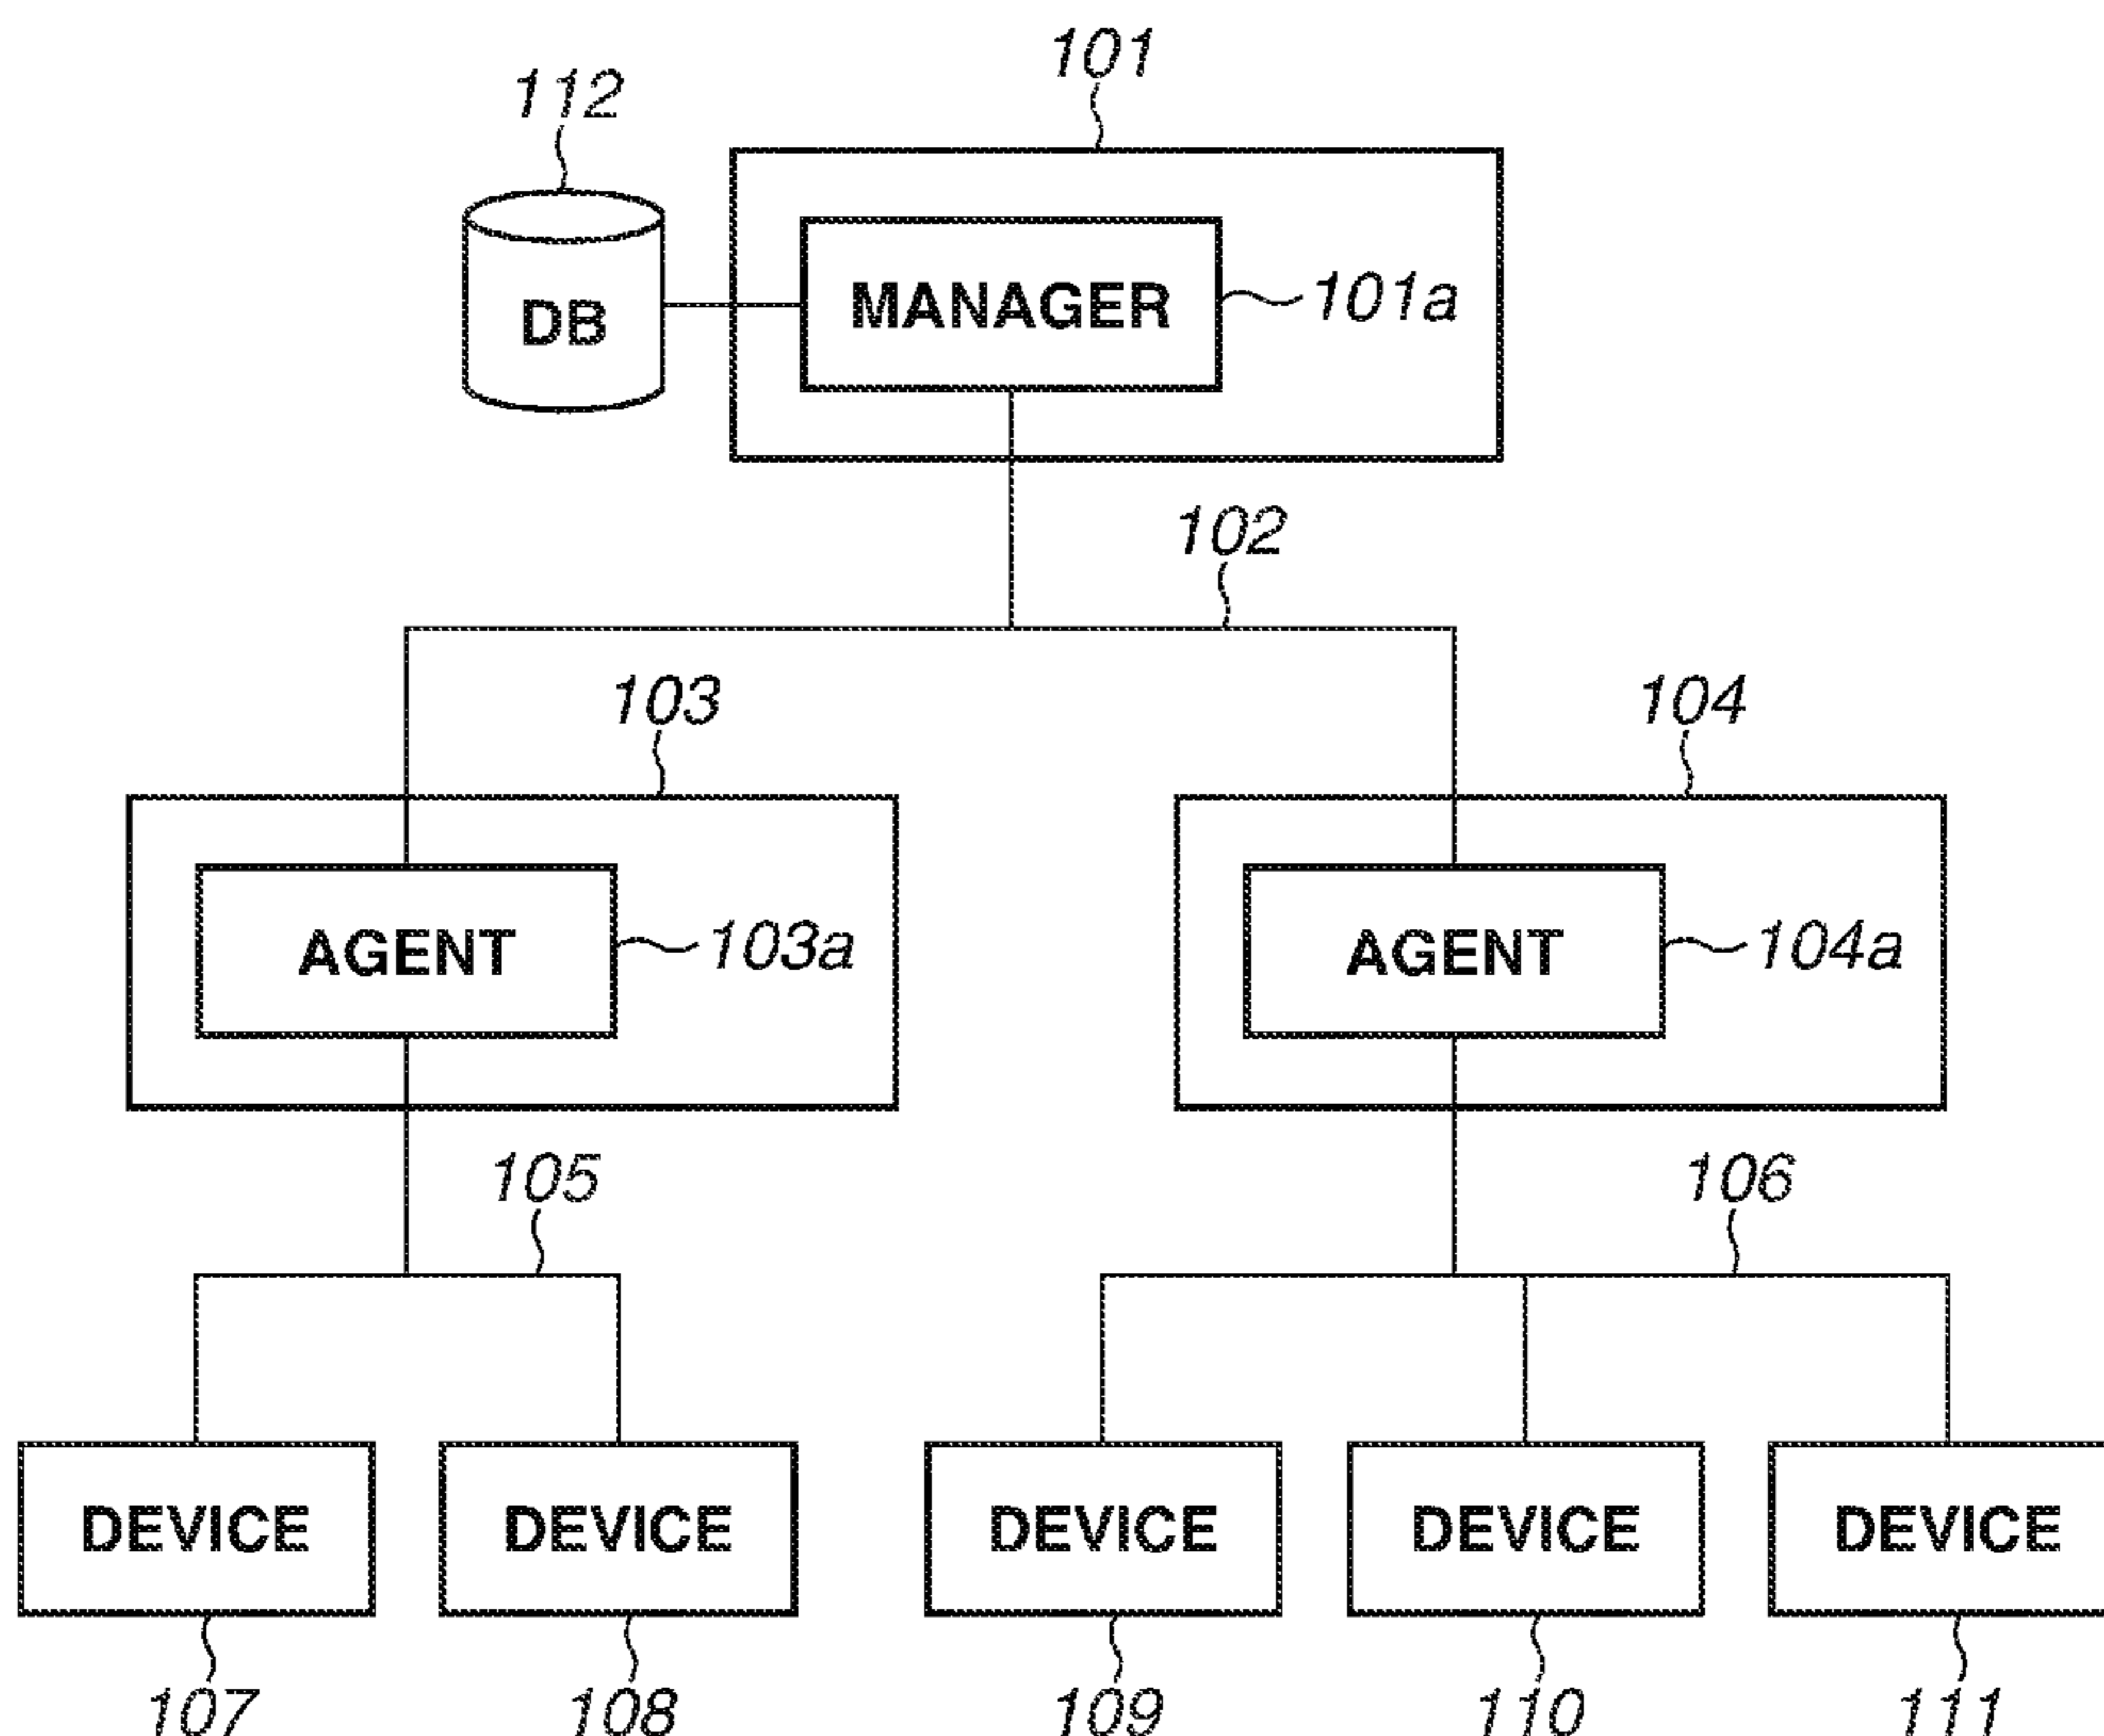 101
112
MANAGER
101a
DB
102
103
104
AGENT
103a
AGENT
104a
105
106
DEVICE
DEVICE
DEVICE
DEVICE
DEVICE
107
108
109
110
111